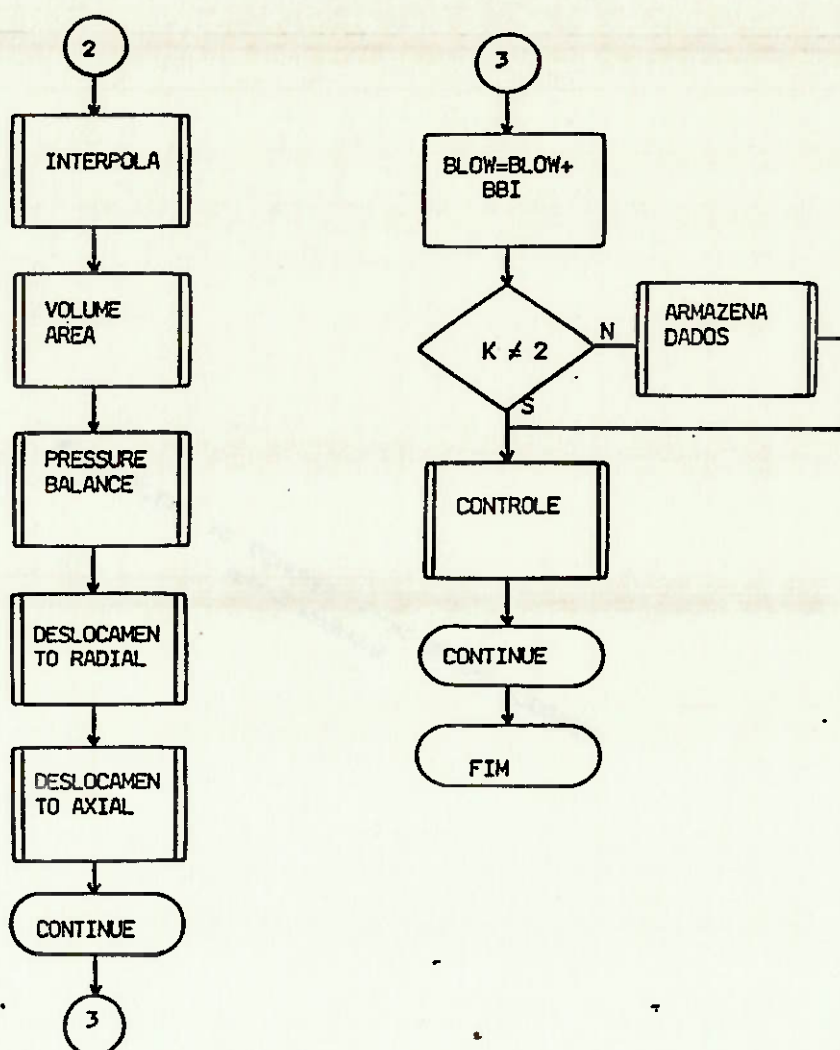 2
INTERPOLA
VOLUME
AREA
PRESSURE
BALANCE
DESLOCAMEN
TO RADIAL
DESLOCAMEN
TO AXIAL
CONTINUE
3
3
BLOW=BLOW+
BBI
K ≠ 2
N
ARMAZENA
DADOS
S
CONTROLE
CONTINUE
FIM